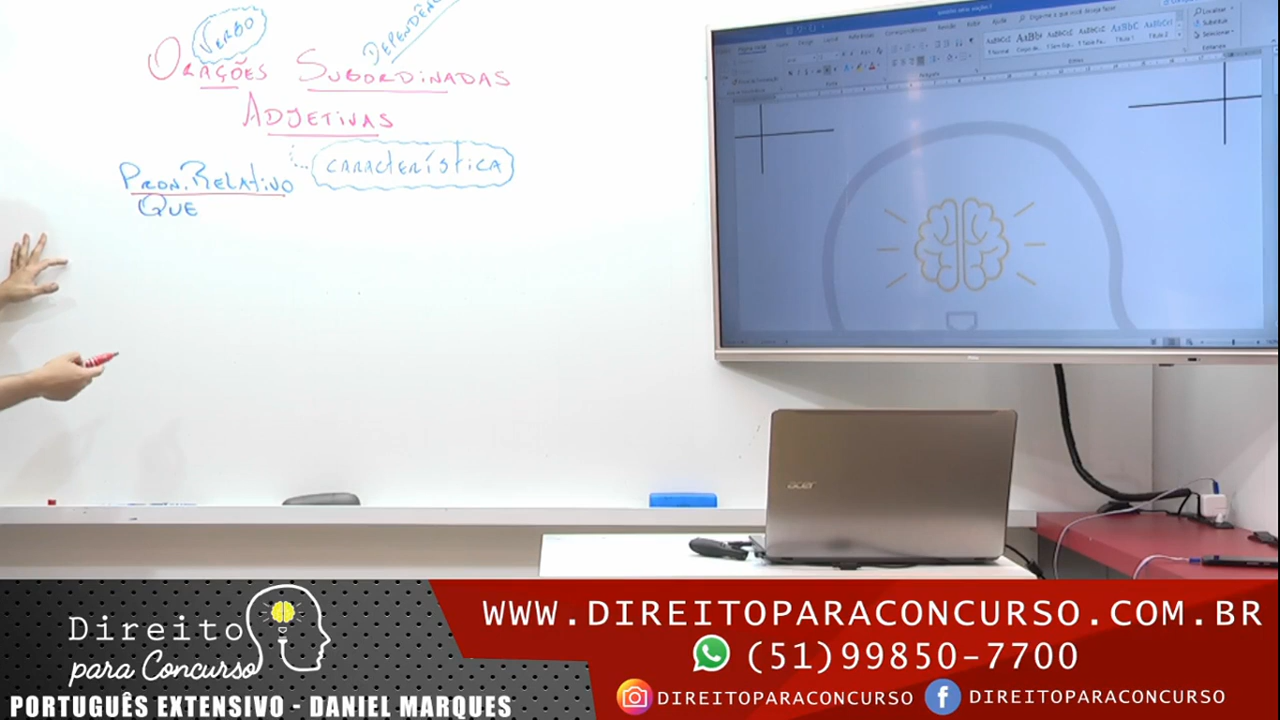 VERBO
DEPENDÊNC
ORAÇÕES SUBORDINADAS
ADJETIVAS
CARACTERÍSTICA
PRON. RELATIVO
QUE
acer
Direito
para Concurso
PORTUGUÊS EXTENSIVO - DANIEL MARQUES
WWW.DIREITOPARACONCURSO.COM.BR
(51)99850-7700
DIREITOPARACONCURSO
DIREITOPARACONCURSO